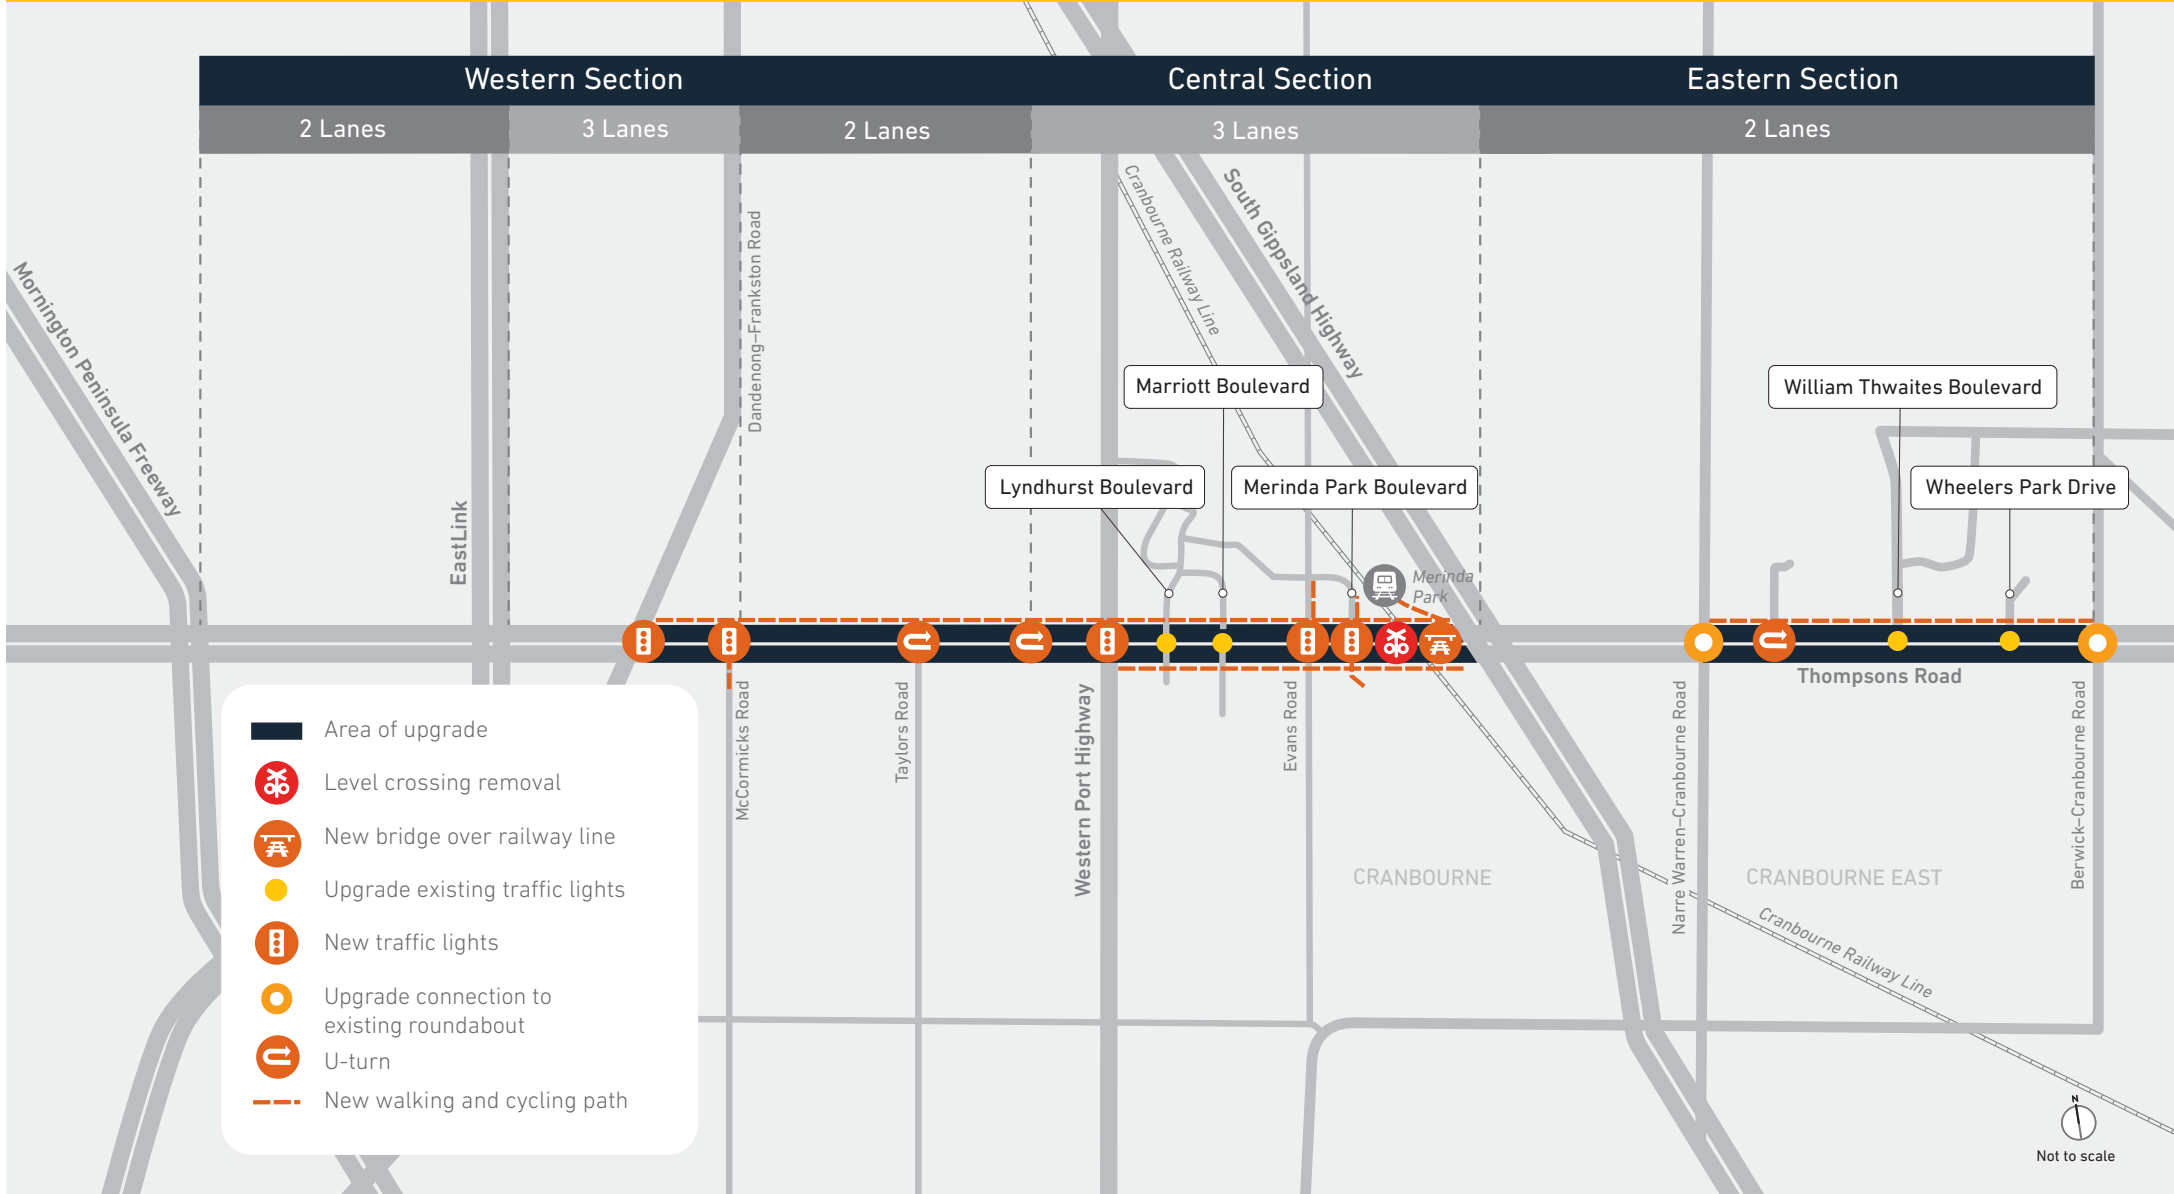 Western Section
Central Section
Eastern Section
2 Lanes
3 Lanes
2 Lanes
3 Lanes
2 Lanes
Mornington Peninsula Freeway
EastLink
Dandenong–Frankston Road
Cranbourne Railway Line
South Gippsland Highway
Marriott Boulevard
William Thwaites Boulevard
Lyndhurst Boulevard
Merinda Park Boulevard
Wheelers Park Drive
Merinda
Park
Thompsons Road
McCormicks Road
Taylors Road
Western Port Highway
Evans Road
Narre Warren–Cranbourne Road
Berwick–Cranbourne Road
CRANBOURNE
CRANBOURNE EAST
Cranbourne Railway Line
Area of upgrade
Level crossing removal
New bridge over railway line
Upgrade existing traffic lights
New traffic lights
Upgrade connection to
existing roundabout
U-turn
New walking and cycling path
N
Not to scale